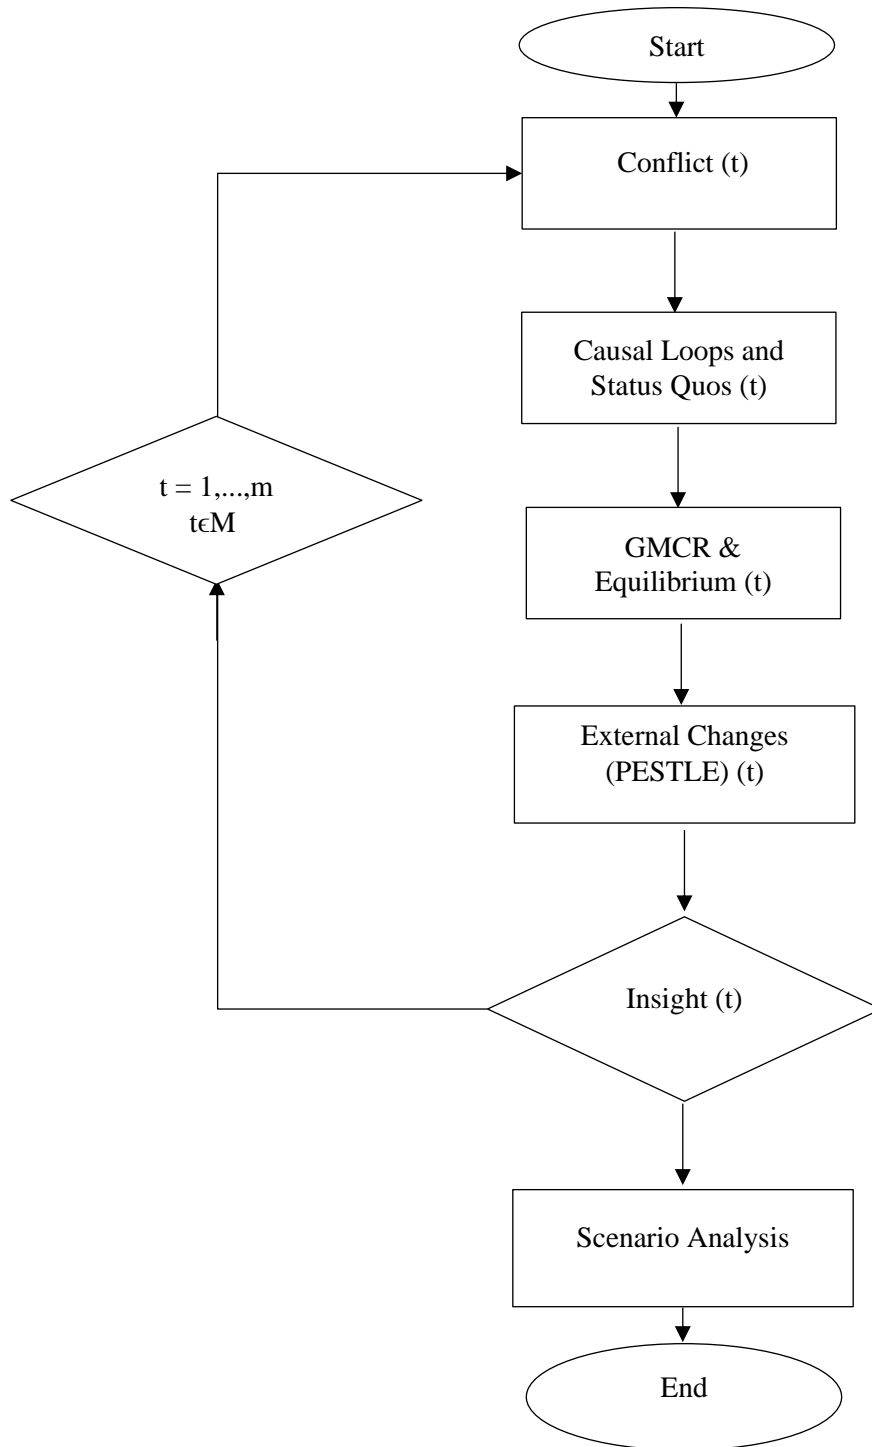 Start
Conflict (t)
Causal Loops and
Status Quos (t)
t = 1,...,m
tϵM
GMCR &
Equilibrium (t)
External Changes
(PESTLE) (t)
Insight (t)
Scenario Analysis
End